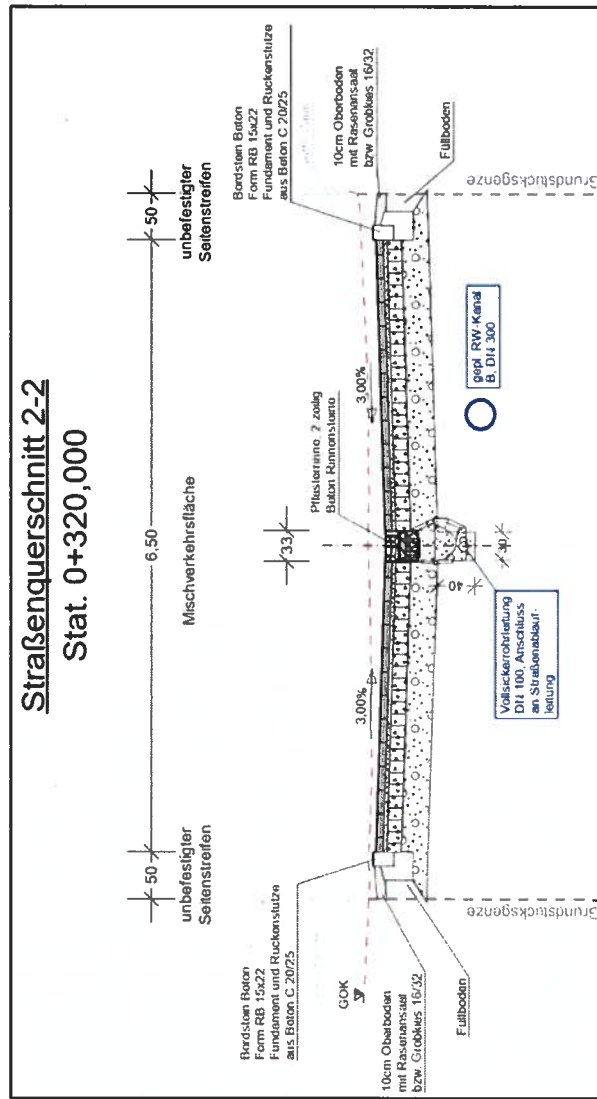 Straßenquerschnitt 2-2
Stat. 0+320,000
50
6,50
50
unbefestigter
Seitenstreifen
Mischverkehrsfläche
unbefestigter
Seitenstreifen
33
Bordstein Beton
Form RB 15x22
Fundament und Rückenstütze
aus Beton C 20/25
Pflasterrinne, 2 zeilig
Beton Rinnensteine
Bordstein Beton
Form RB 15x22
Fundament und Rückenstütze
aus Beton C 20/25
GOK
3,00%
3,00%
10cm Oberboden
mit Rasenansaat
bzw. Grobkies 16/32
Füllboden
10cm Oberboden
mit Rasenansaat
bzw. Grobkies 16/32
Füllboden
Grundstücksgenze
Grundstücksgenze
40
30
Vollsickerrohrleitung
DN 100, Anschluss
an Straßenablauf-
leitung
gepl. RW-Kanal
B, DN 300